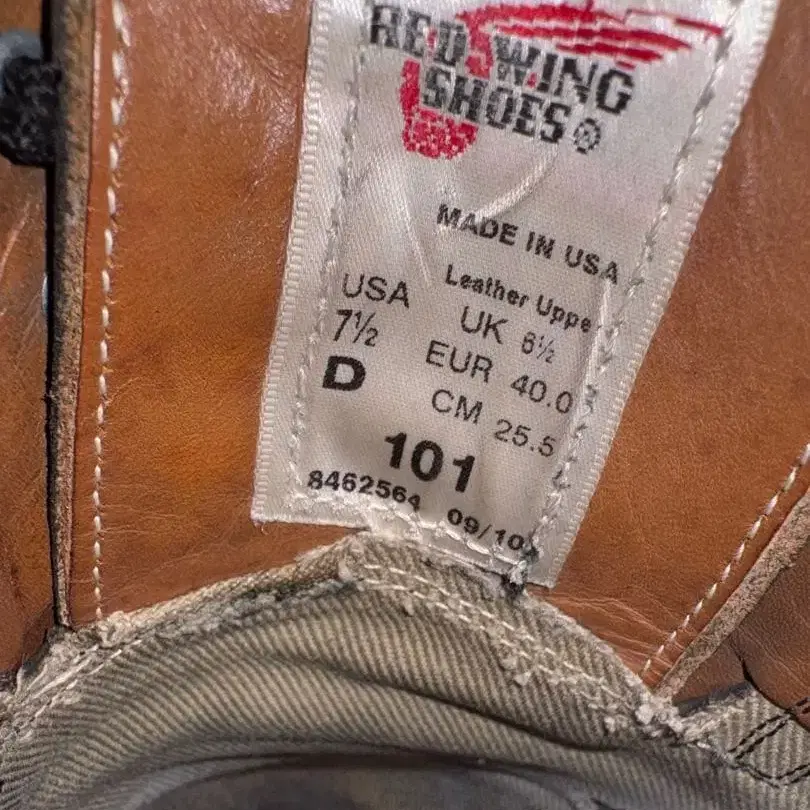 RED WING
SHOES®
MADE IN USA
Leather Uppe
USA
7½
D
UK 6½
EUR 40.0
CM 25.5
101
8462564 09/10